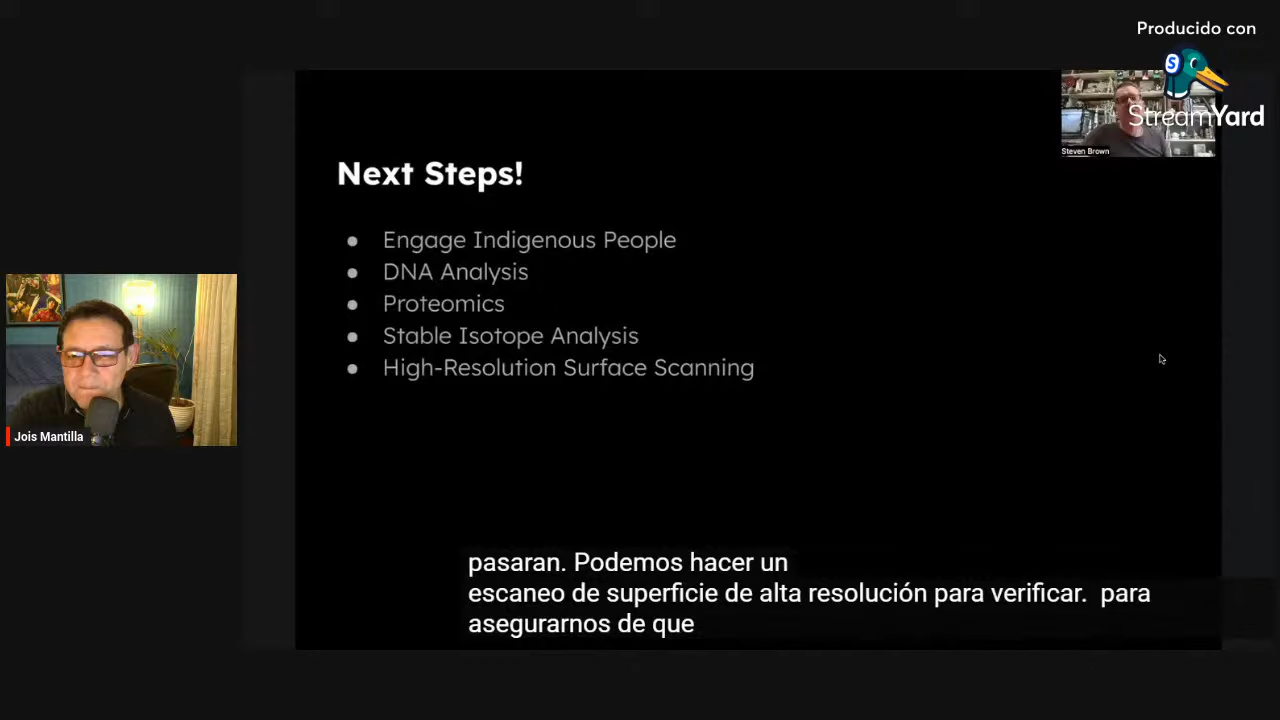 Producido con
StreamYard
Steven Brown
Next Steps!
● Engage Indigenous People
● DNA Analysis
● Proteomics
● Stable Isotope Analysis
● High-Resolution Surface Scanning
Jois Mantilla
pasaran. Podemos hacer un
escaneo de superficie de alta resolución para verificar. para
asegurarnos de que